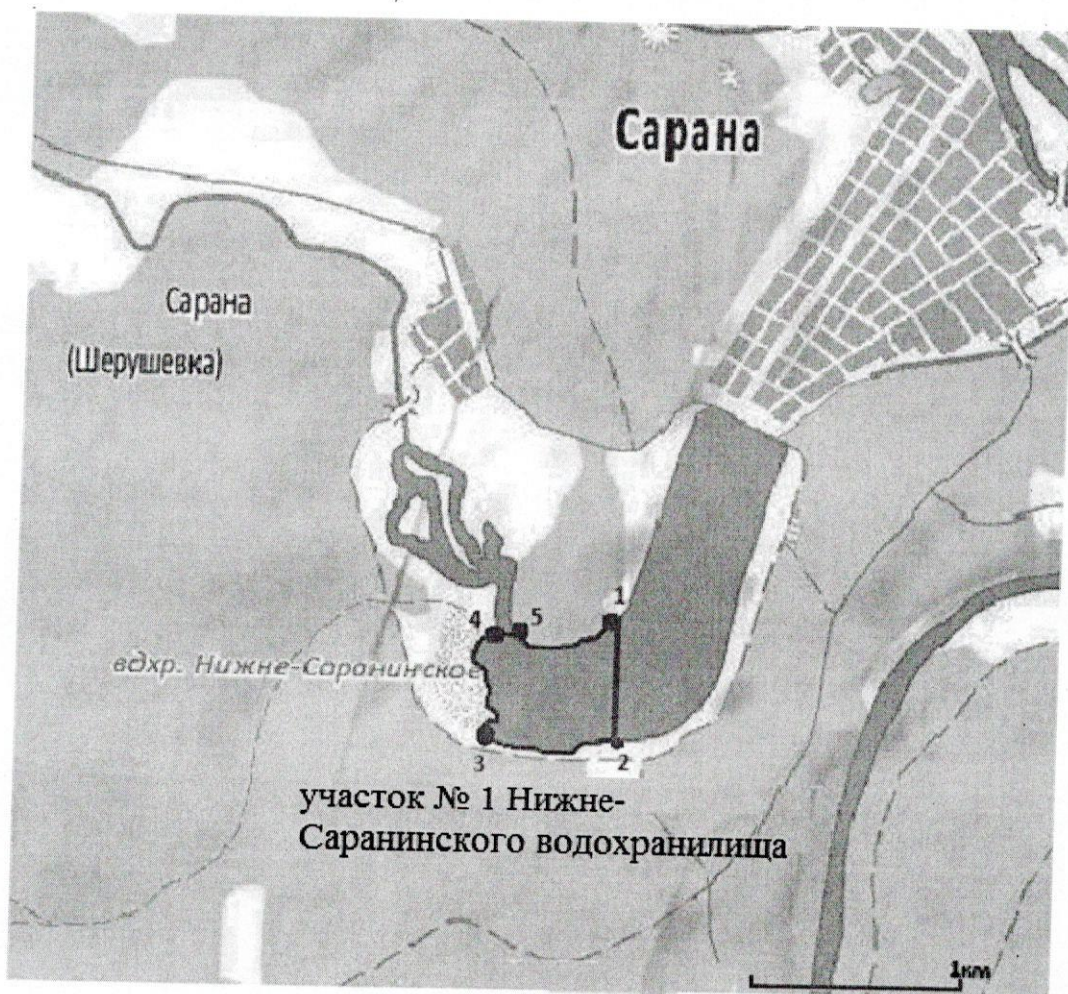 Сарана
Сарана
(Шерушевка)
1
4
5
вдхр. Нижне-Саранинское
3
2
участок № 1 Нижне-
Саранинского водохранилища
1км